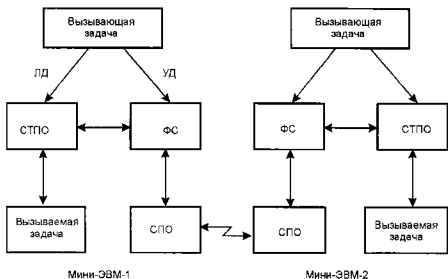 Вызывающая
задача
Вызывающая
задача
ЛД
УД
СТПО
ФС
ФС
СТПО
Вызываемая
задача
СПО
СПО
Вызываемая
задача
Мини-ЭВМ-1
Мини-ЭВМ-2